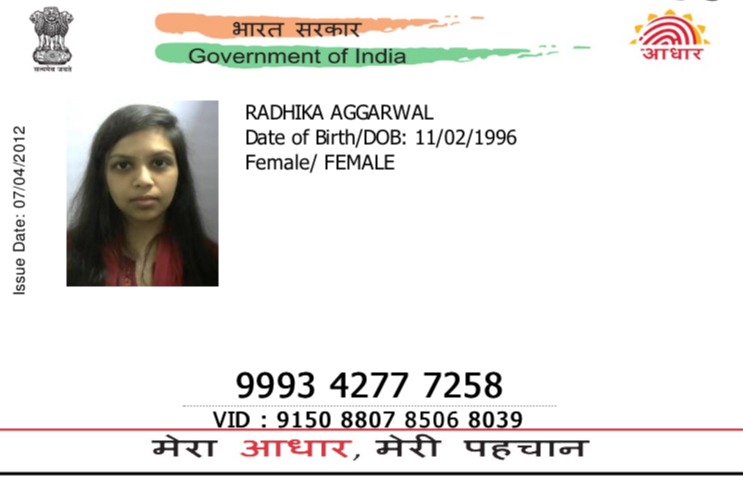 सत्यमेव जयते
भारत सरकार
Government of India
आधार
Issue Date: 07/04/2012
RADHIKA AGGARWAL
Date of Birth/DOB: 11/02/1996
Female/ FEMALE
9993 4277 7258
VID : 9150 8807 8506 8039
मेरा आधार, मेरी पहचान